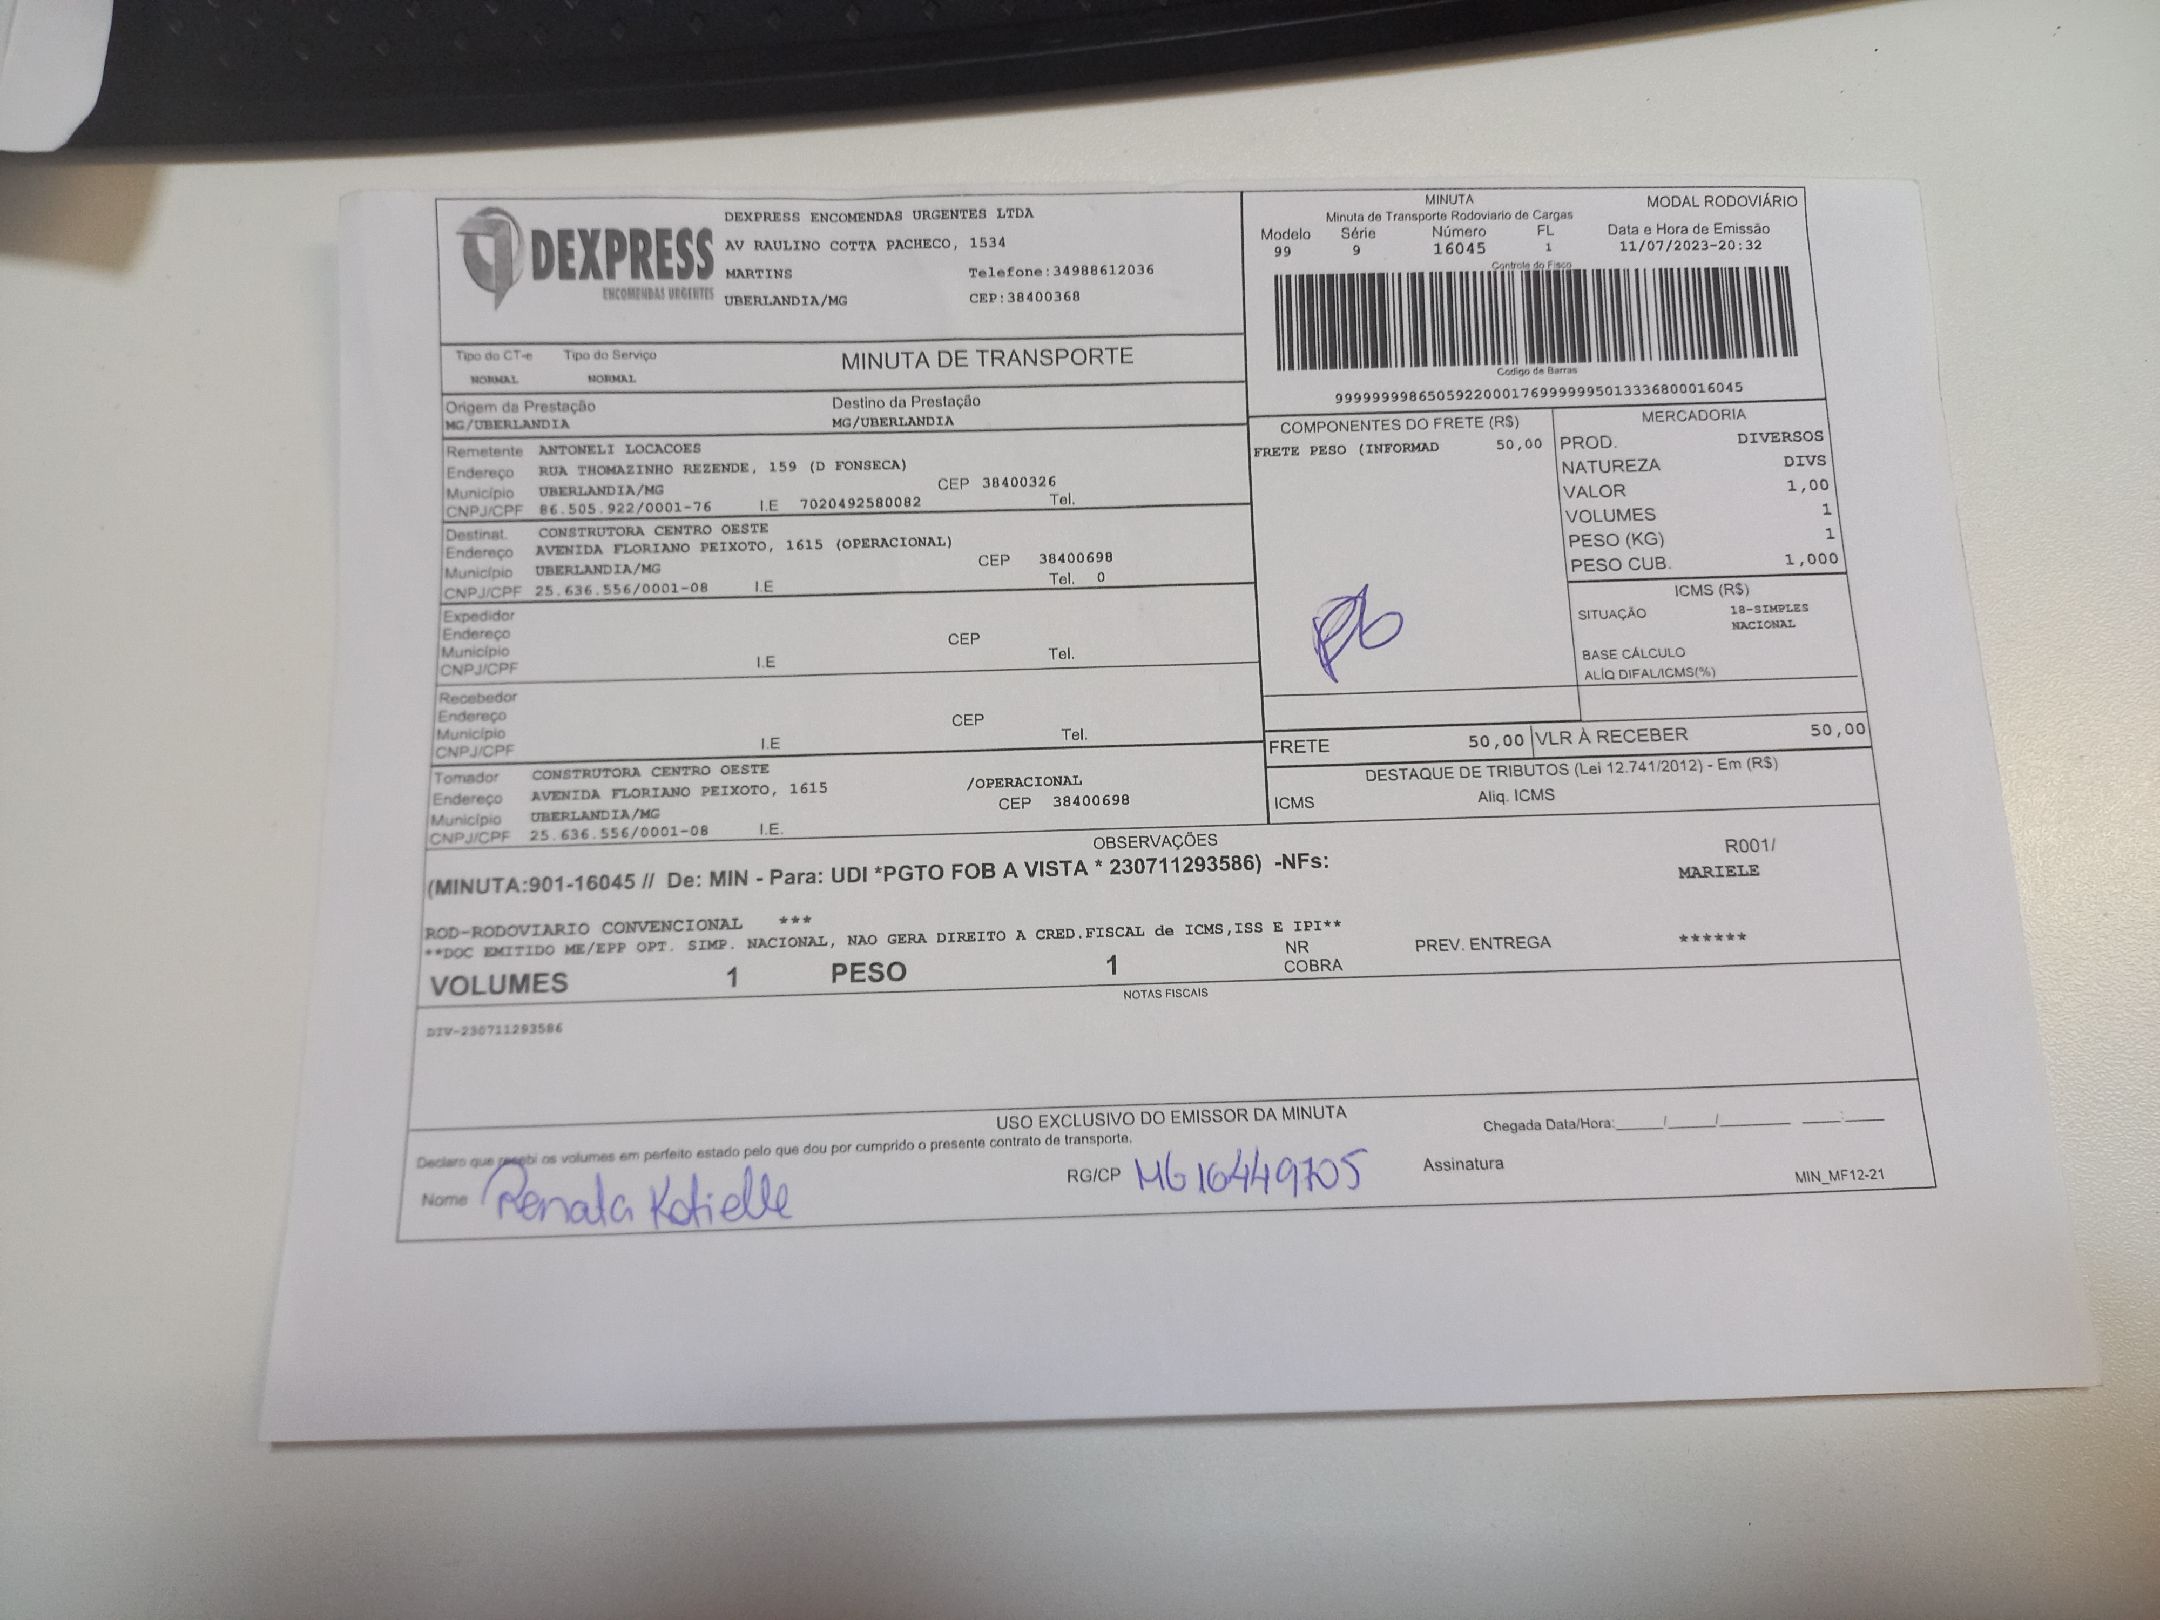 DEXPRESS
ENCOMENDAS URGENTES
DEXPRESS ENCOMENDAS URGENTES LTDA
AV RAULINO COTTA PACHECO, 1534
MARTINS Telefone:34988612036
UBERLANDIA/MG CEP:38400368
MINUTA MODAL RODOVIÁRIO
Minuta de Transporte Rodoviario de Cargas
Modelo Série Número FL Data e Hora de Emissão
99 9 16045 1 11/07/2023-20:32
Controle do Fisco
Codigo de Barras
99999999865059220001769999999501333680001​6045
Tipo do CT-e Tipo do Serviço MINUTA DE TRANSPORTE
NORMAL NORMAL
Origem da Prestação Destino da Prestação
MG/UBERLANDIA MG/UBERLANDIA
Remetente ANTONELI LOCACOES
Endereço RUA THOMAZINHO REZENDE, 159 (D FONSECA)
Município UBERLANDIA/MG CEP 38400326
CNPJ/CPF 86.505.922/0001-76 I.E 7020492580082 Tel.
Destinat. CONSTRUTORA CENTRO OESTE
Endereço AVENIDA FLORIANO PEIXOTO, 1615 (OPERACIONAL)
Município UBERLANDIA/MG CEP 38400698
CNPJ/CPF 25.636.556/0001-08 I.E Tel. 0
Expedidor
Endereço CEP
Município Tel.
CNPJ/CPF I.E
Recebedor
Endereço CEP
Município Tel.
CNPJ/CPF I.E
Tomador CONSTRUTORA CENTRO OESTE
Endereço AVENIDA FLORIANO PEIXOTO, 1615 /OPERACIONAL
Município UBERLANDIA/MG CEP 38400698
CNPJ/CPF 25.636.556/0001-08 I.E.
COMPONENTES DO FRETE (R$)
FRETE PESO (INFORMAD 50,00
MERCADORIA
PROD. DIVERSOS
NATUREZA DIVS
VALOR 1,00
VOLUMES 1
PESO (KG) 1
PESO CUB. 1,000
ICMS (R$)
SITUAÇÃO 18-SIMPLES
NACIONAL
BASE CÁLCULO
ALÍQ DIFAL/ICMS(%)
FRETE 50,00 VLR À RECEBER 50,00
DESTAQUE DE TRIBUTOS (Lei 12.741/2012) - Em (R$)
ICMS Aliq. ICMS
OBSERVAÇÕES
(MINUTA:901-16045 // De: MIN - Para: UDI *PGTO FOB A VISTA * 230711293586) -NFs:
R001/
MARIELE
ROD-RODOVIARIO CONVENCIONAL ***
**DOC EMITIDO ME/EPP OPT. SIMP. NACIONAL, NAO GERA DIREITO A CRED.FISCAL de ICMS,ISS E IPI**
NR PREV. ENTREGA ******
COBRA
VOLUMES 1 PESO 1
NOTAS FISCAIS
DIV-230711293586
USO EXCLUSIVO DO EMISSOR DA MINUTA
Declaro que recebi os volumes em perfeito estado pelo que dou por cumprido o presente contrato de transporte.
Chegada Data/Hora:____/____/______ ___:___
Nome Renata Katielle RG/CP MG16449705 Assinatura
MIN_MF12-21